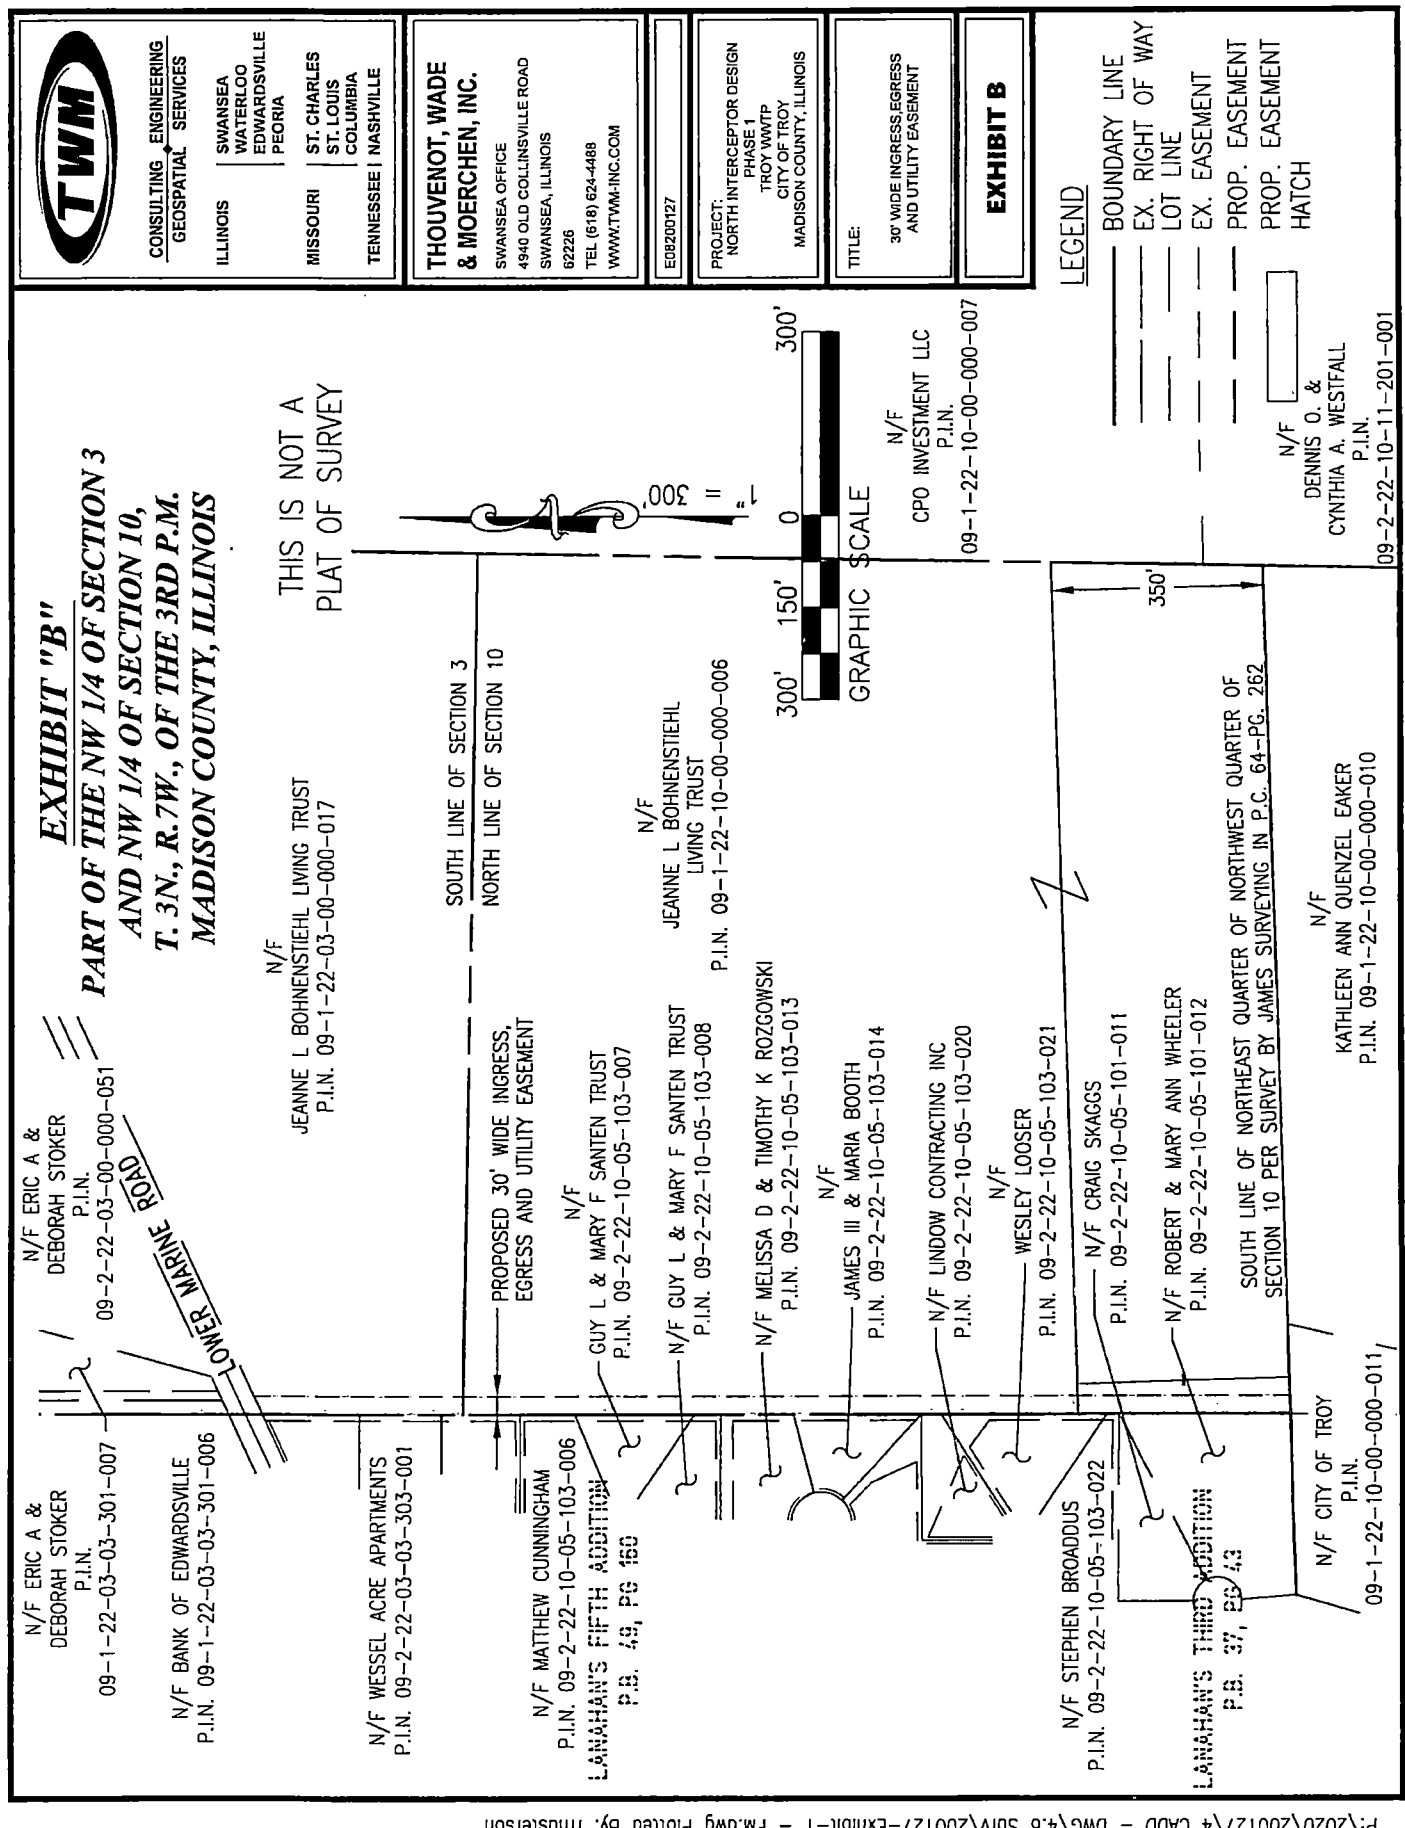 EXHIBIT "B"
PART OF THE NW 1/4 OF SECTION 3
AND NW 1/4 OF SECTION 10,
T. 3N., R.7W., OF THE 3RD P.M.
MADISON COUNTY, ILLINOIS
THIS IS NOT A
PLAT OF SURVEY
N/F ERIC A &
DEBORAH STOKER
P.I.N.
09-1-22-03-03-301-007
N/F ERIC A &
DEBORAH STOKER
P.I.N.
09-2-22-03-00-000-051
LOWER MARINE ROAD
N/F BANK OF EDWARDSVILLE
P.I.N. 09-1-22-03-03-301-006
N/F
JEANNE L BOHNENSTIEHL LIVING TRUST
P.I.N. 09-1-22-03-00-000-017
N/F WESSEL ACRE APARTMENTS
P.I.N. 09-2-22-03-03-303-001
SOUTH LINE OF SECTION 3
NORTH LINE OF SECTION 10
PROPOSED 30' WIDE INGRESS,
EGRESS AND UTILITY EASEMENT
N/F MATTHEW CUNNINGHAM
P.I.N. 09-2-22-10-05-103-006
LANAHAN'S FIFTH ADDITION
P.B. 49, PG 160
N/F
GUY L & MARY F SANTEN TRUST
P.I.N. 09-2-22-10-05-103-007
N/F GUY L & MARY F SANTEN TRUST
P.I.N. 09-2-22-10-05-103-008
N/F
JEANNE L BOHNENSTIEHL
LIVING TRUST
P.I.N. 09-1-22-10-00-000-006
N/F MELISSA D & TIMOTHY K ROZGOWSKI
P.I.N. 09-2-22-10-05-103-013
N/F
JAMES III & MARIA BOOTH
P.I.N. 09-2-22-10-05-103-014
N/F LINDOW CONTRACTING INC
P.I.N. 09-2-22-10-05-103-020
N/F
WESLEY LOOSER
P.I.N. 09-2-22-10-05-103-021
N/F STEPHEN BROADDUS
P.I.N. 09-2-22-10-05-103-022
N/F CRAIG SKAGGS
P.I.N. 09-2-22-10-05-101-011
N/F ROBERT & MARY ANN WHEELER
P.I.N. 09-2-22-10-05-101-012
LANAHAN'S THIRD ADDITION
P.B. 37, PG 43
SOUTH LINE OF NORTHEAST QUARTER OF NORTHWEST QUARTER OF
SECTION 10 PER SURVEY BY JAMES SURVEYING IN P.C. 64-PG. 262
N/F CITY OF TROY
P.I.N.
09-1-22-10-00-000-011
N/F
KATHLEEN ANN QUENZEL EAKER
P.I.N. 09-1-22-10-00-000-010
350'
1" = 300'
300' 150' 0 300'
GRAPHIC SCALE
N/F
CPO INVESTMENT LLC
P.I.N.
09-1-22-10-00-000-007
N/F
DENNIS O. &
CYNTHIA A. WESTFALL
P.I.N.
09-2-22-10-11-201-001
TWM
CONSULTING ENGINEERING
GEOSPATIAL SERVICES
ILLINOIS
SWANSEA
WATERLOO
EDWARDSVILLE
PEORIA
MISSOURI
ST. CHARLES
ST. LOUIS
COLUMBIA
TENNESSEE NASHVILLE
THOUVENOT, WADE
& MOERCHEN, INC.
SWANSEA OFFICE
4940 OLD COLLINSVILLE ROAD
SWANSEA, ILLINOIS
62226
TEL (618) 624-4488
WWW.TWM-INC.COM
E08200127
PROJECT:
NORTH INTERCEPTOR DESIGN
PHASE 1
TROY WWTP
CITY OF TROY
MADISON COUNTY, ILLINOIS
TITLE:
30' WIDE INGRESS,EGRESS
AND UTILITY EASEMENT
EXHIBIT B
LEGEND
BOUNDARY LINE
EX. RIGHT OF WAY
LOT LINE
EX. EASEMENT
PROP. EASEMENT
PROP. EASEMENT
HATCH